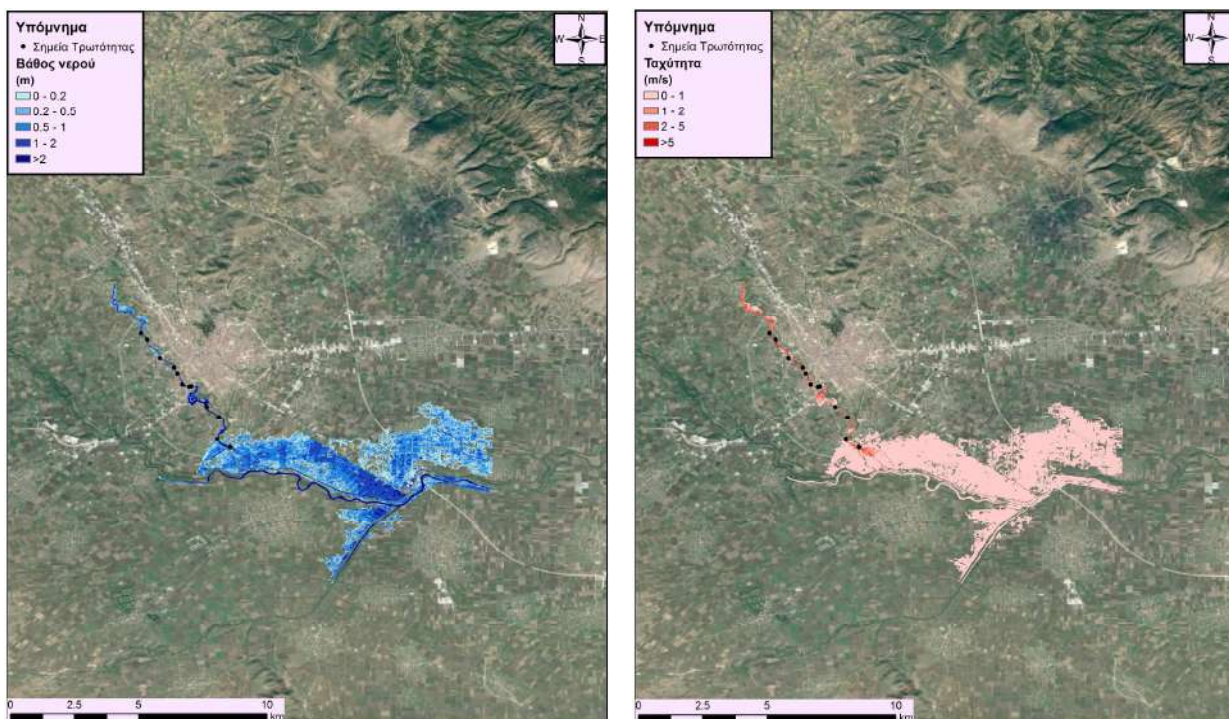 Υπόμνημα
• Σημεία Τρωτότητας
Βάθος νερού
(m)
0 - 0.2
0.2 - 0.5
0.5 - 1
1 - 2
>2
N
W E
S
0 2.5 5 10
km
Υπόμνημα
• Σημεία Τρωτότητας
Ταχύτητα
(m/s)
0 - 1
1 - 2
2 - 5
>5
N
W E
S
0 2.5 5 10
km